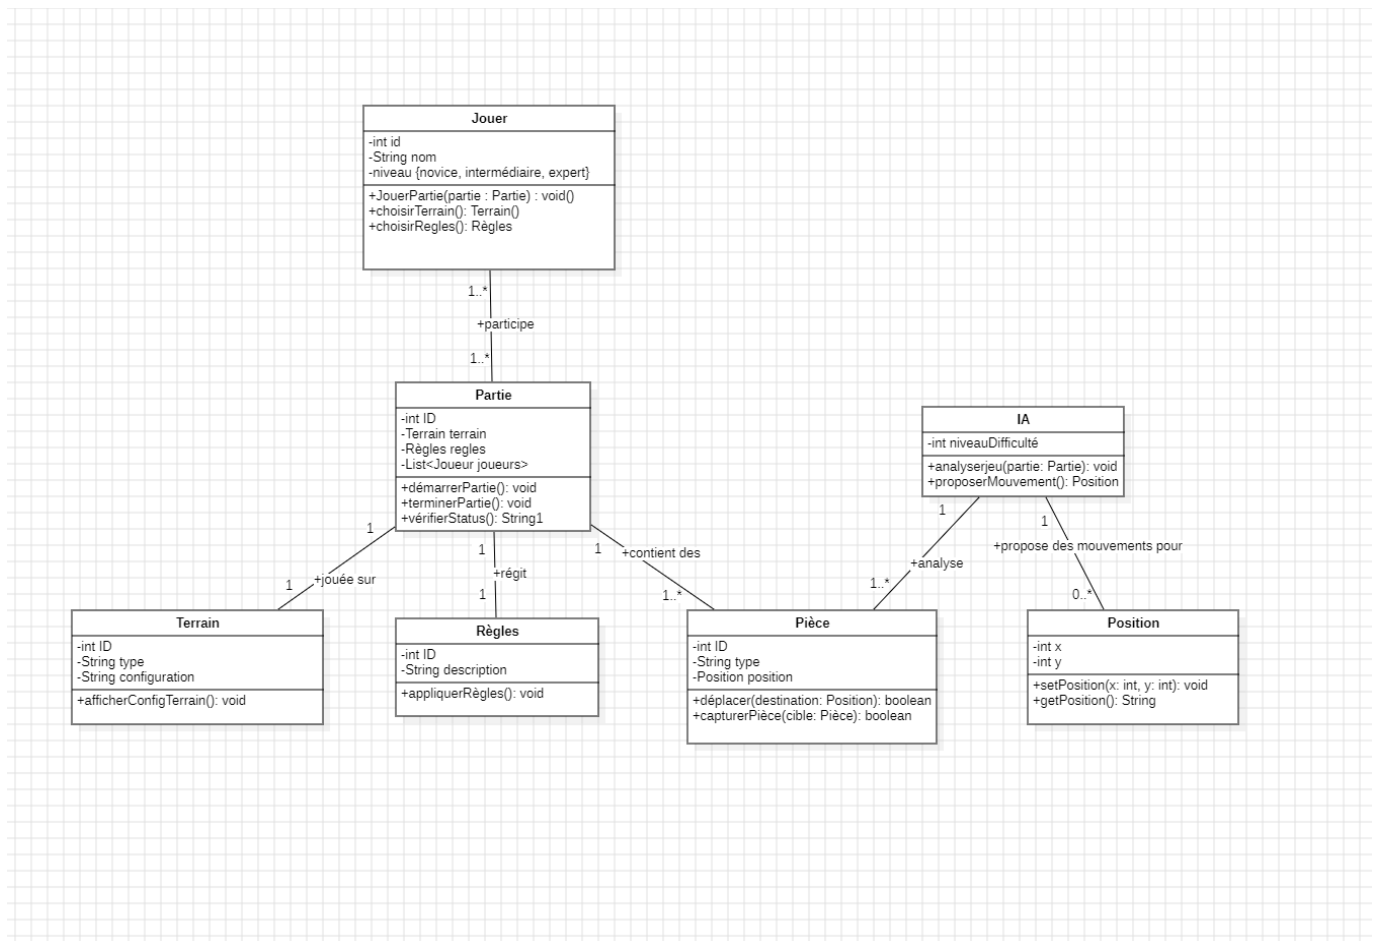 Jouer
-int id
-String nom
-niveau {novice, intermédiaire, expert}
+JouerPartie(partie : Partie) : void()
+choisirTerrain(): Terrain()
+choisirRegles(): Règles
1..*
+participe
1..*
Partie
-int ID
-Terrain terrain
-Règles regles
-List<Joueur joueurs>
+démarrerPartie(): void
+terminerPartie(): void
+vérifierStatus(): String1
IA
-int niveauDifficulté
+analyserjeu(partie: Partie): void
+proposerMouvement(): Position
1
+jouée sur
1
1
+régit
1
1
+contient des
1..*
1
+analyse
1..*
1
+propose des mouvements pour
0..*
Terrain
-int ID
-String type
-String configuration
+afficherConfigTerrain(): void
Règles
-int ID
-String description
+appliquerRègles(): void
Pièce
-int ID
-String type
-Position position
+déplacer(destination: Position): boolean
+capturerPièce(cible: Pièce): boolean
Position
-int x
-int y
+setPosition(x: int, y: int): void
+getPosition(): String